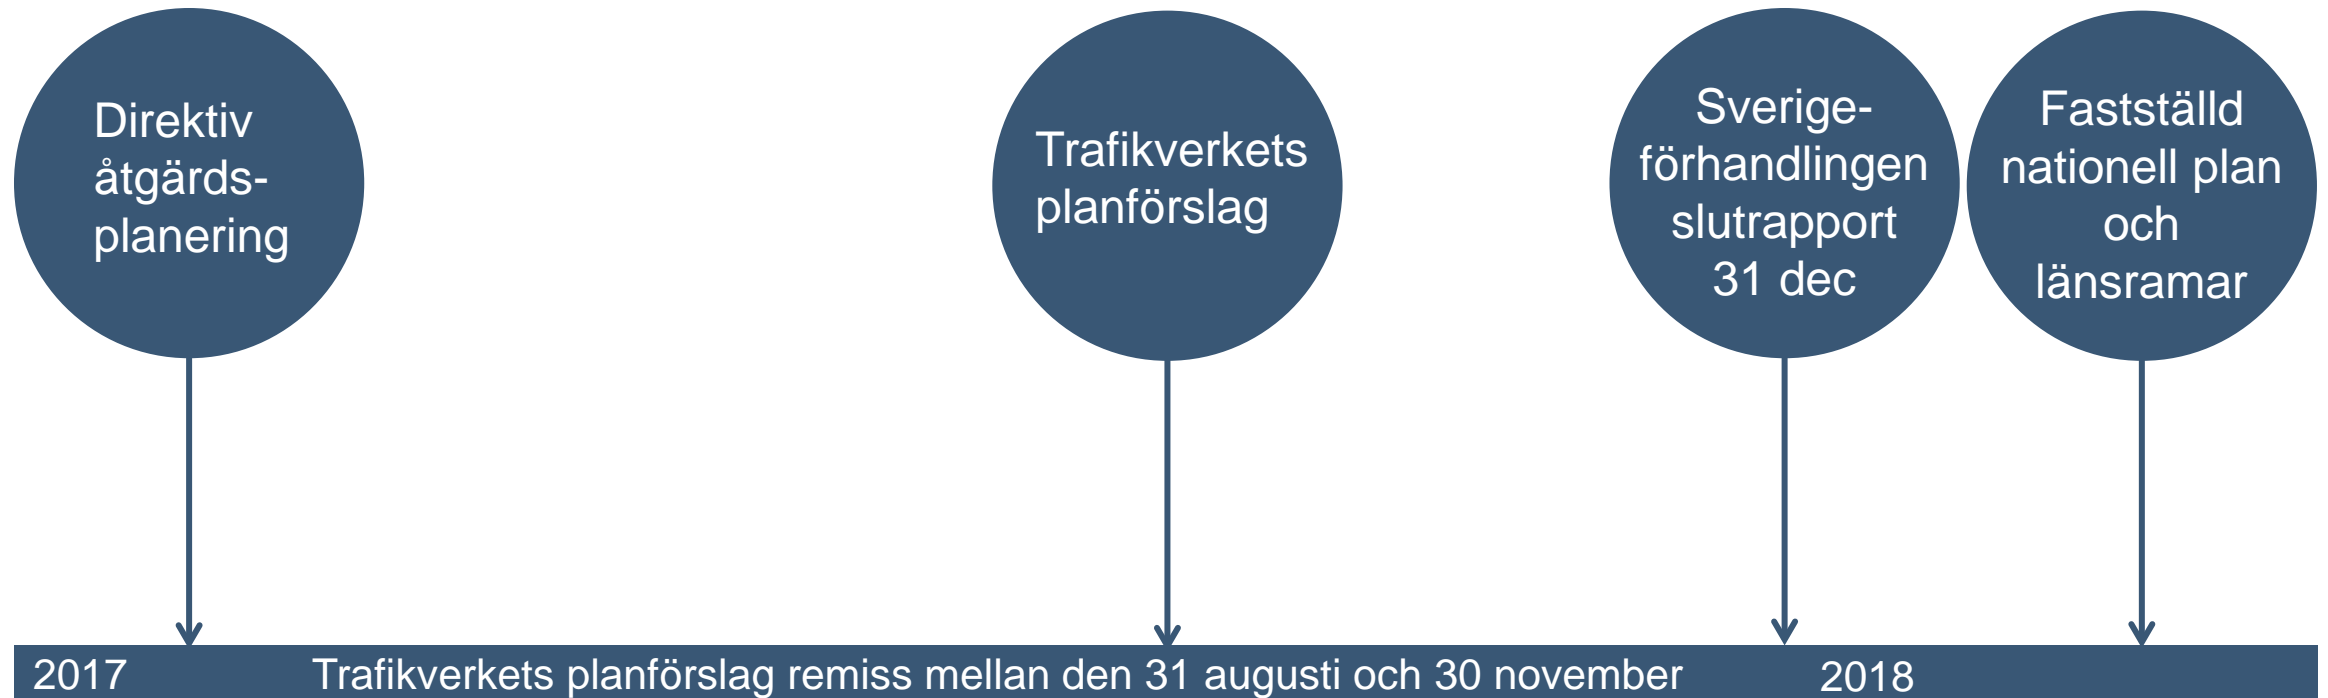 Direktiv
åtgärds-
planering
Trafikverkets
planförslag
Sverige-
förhandlingen
slutrapport
31 dec
Fastställd
nationell plan
och
länsramar
2017 Trafikverkets planförslag remiss mellan den 31 augusti och 30 november 2018